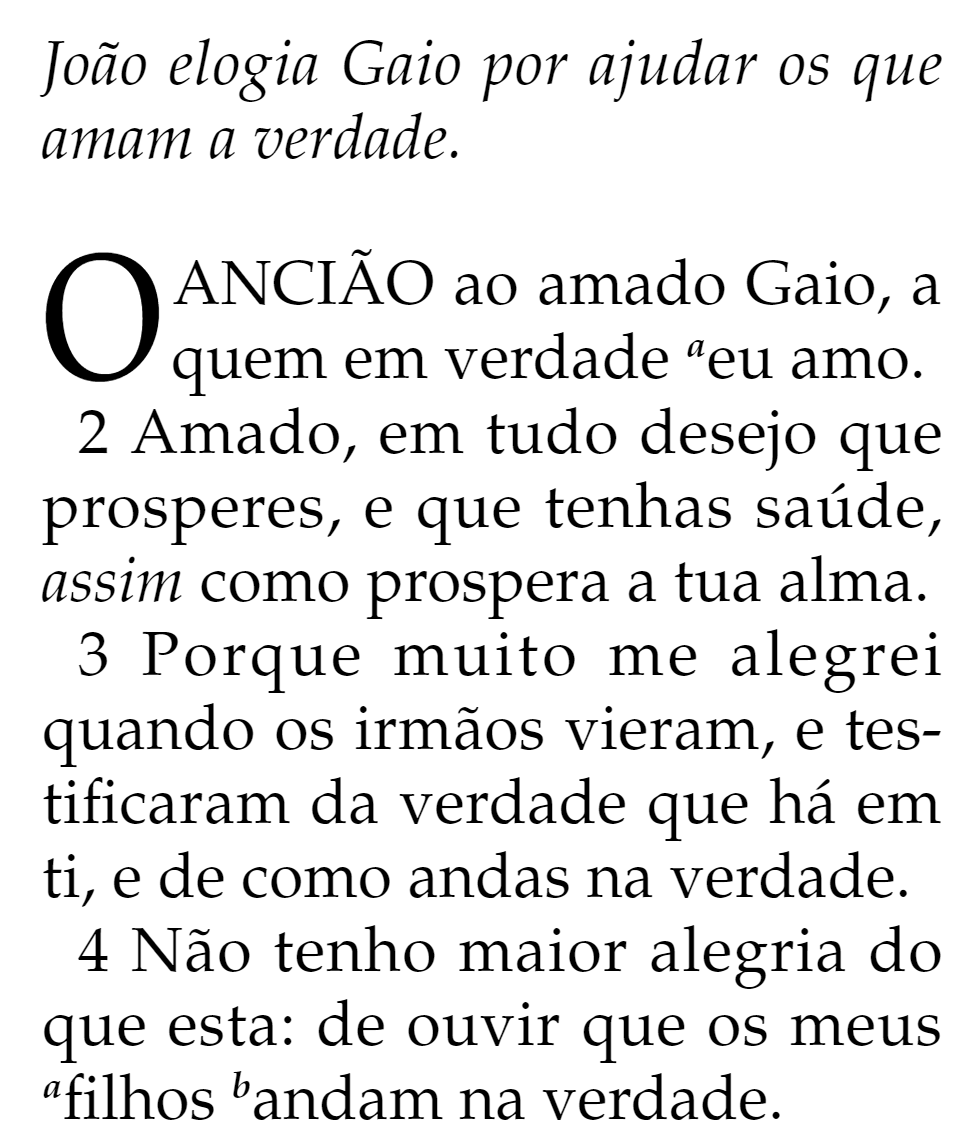 João elogia Gaio por ajudar os que
amam a verdade.
O ANCIÃO ao amado Gaio, a
quem em verdade ᵃeu amo.
2 Amado, em tudo desejo que
prosperes, e que tenhas saúde,
assim como prospera a tua alma.
3 Porque muito me alegrei
quando os irmãos vieram, e tes-
tificaram da verdade que há em
ti, e de como andas na verdade.
4 Não tenho maior alegria do
que esta: de ouvir que os meus
ᵃfilhos ᵇandam na verdade.